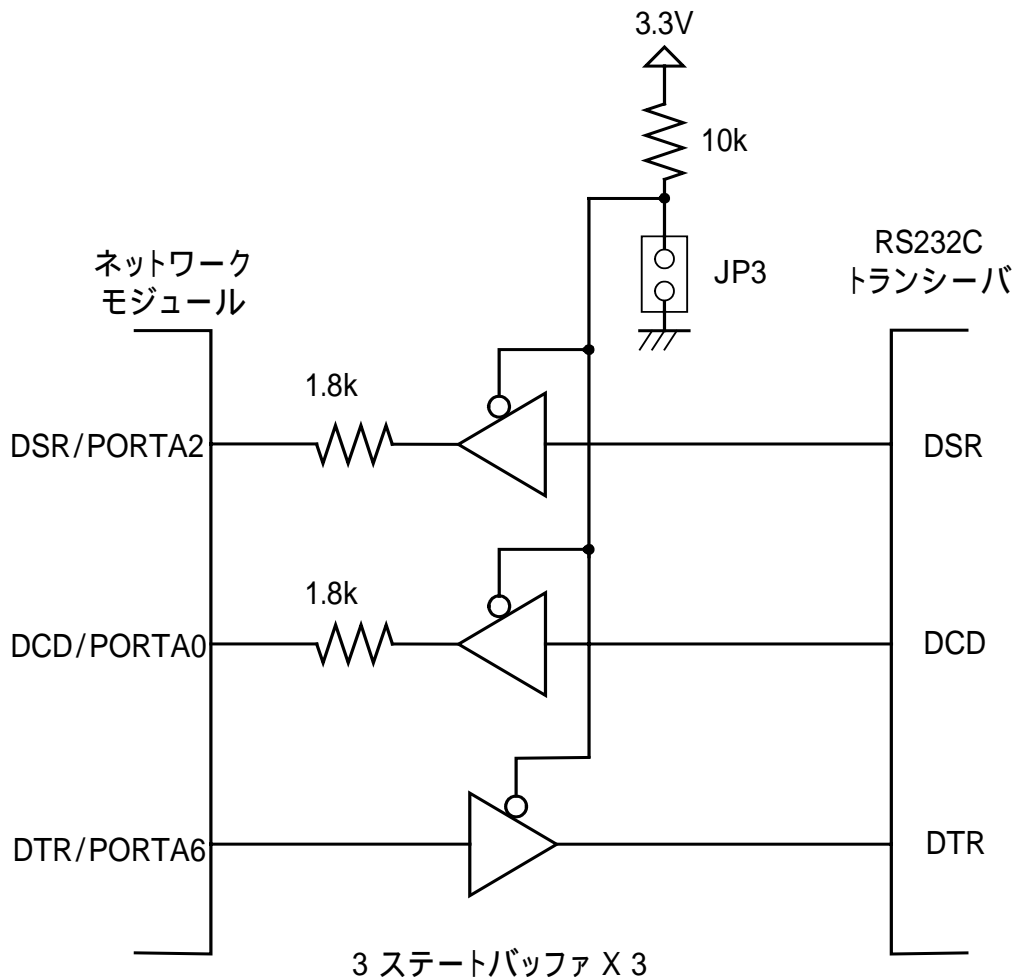 3.3V
10k
JP3
ネットワーク
モジュール
RS232C
トランシーバ
1.8k
DSR/PORTA2
DSR
1.8k
DCD/PORTA0
DCD
DTR/PORTA6
DTR
3 ステートバッファ X 3